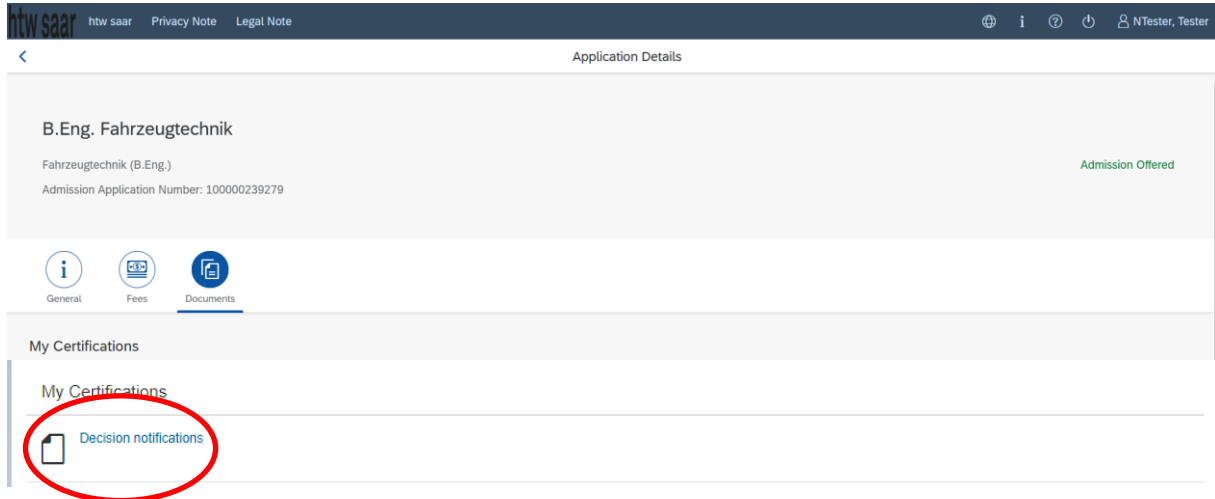 htw saar htw saar Privacy Note Legal Note NTester, Tester
Application Details
B.Eng. Fahrzeugtechnik
Fahrzeugtechnik (B.Eng.) Admission Offered
Admission Application Number: 100000239279
General Fees Documents
My Certifications
My Certifications
Decision notifications